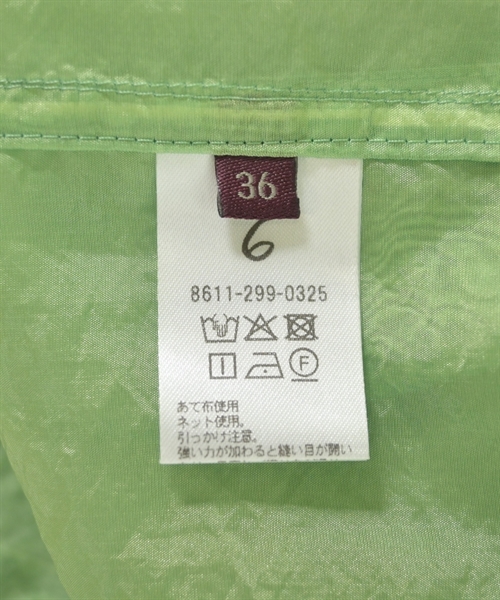 36
6
8611-299-0325
F
あて布使用
ネット使用。
引っかけ注意。
強い力が加わると縫い目が開い